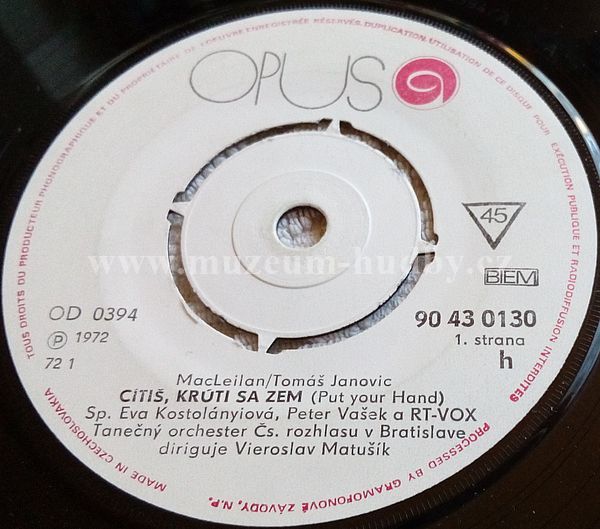 OPUS
TOUS DROITS DU PRODUCTEUR PHONOGRAPHIQUE ET DU PROPRIÉTAIRE DE L'OEUVRE ENREGISTRÉE RÉSERVÉS. DUPLICATION, UTILISATION DE CE DISQUE POUR EXÉCUTION PUBLIQUE ET RADIODIFFUSION INTERDITES
45
www.muzeum-hudby.cz
BIEM
OD 0394
90 43 0130
Ⓟ 1972
1. strana
72 1
h
MacLeilan/Tomáš Janovic
CÍTIŠ, KRÚTI SA ZEM (Put your Hand)
Sp. Eva Kostolányiová, Peter Vašek a RT-VOX
Tanečný orchester Čs. rozhlasu v Bratislave
diriguje Vieroslav Matušík
MADE IN CZECHOSLOVAKIA
PROCESSED BY GRAMOFONOVÉ ZÁVODY, N.P.